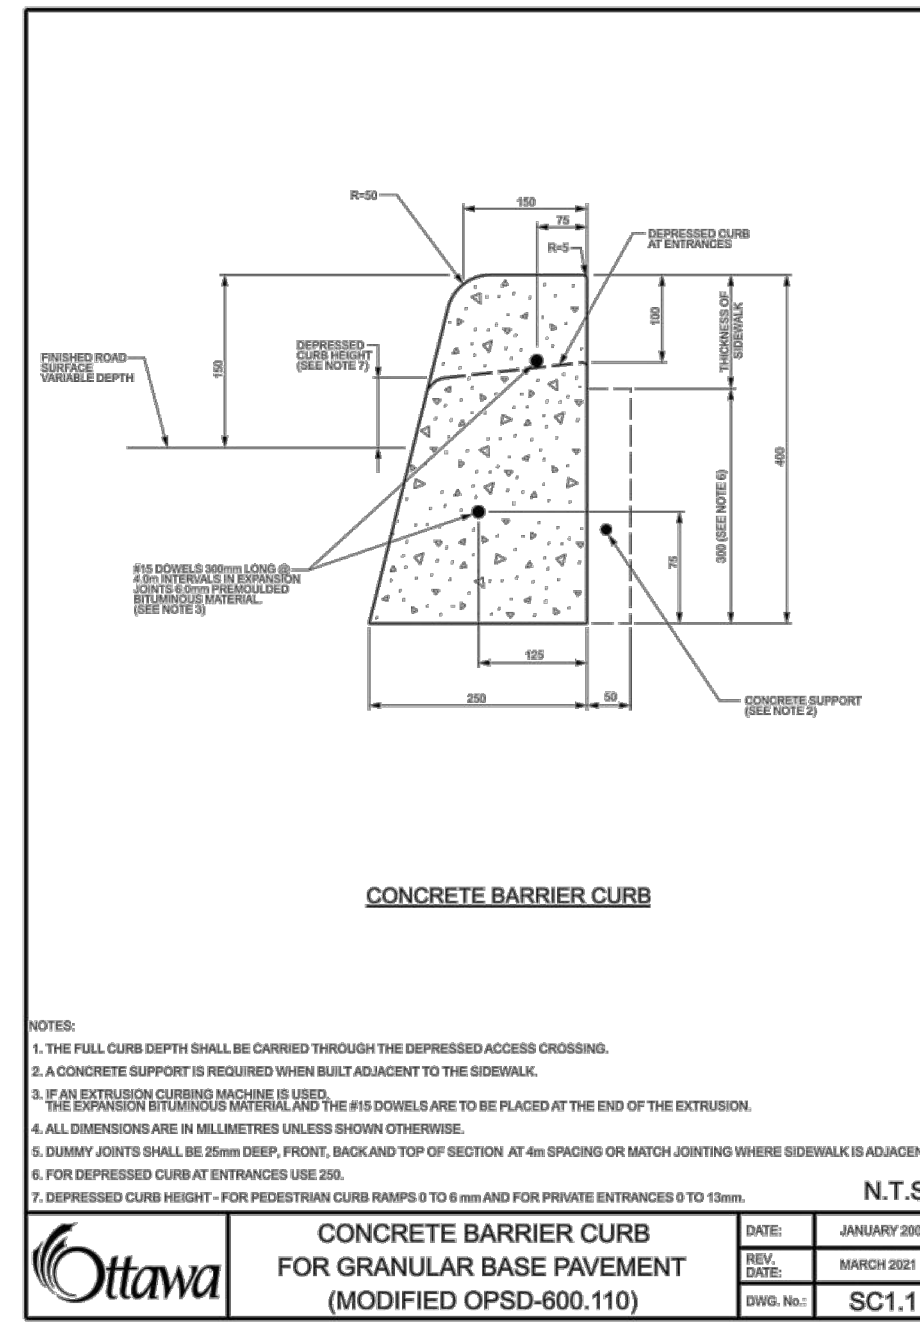 R=50
150
75
R=5
DEPRESSED CURB
AT ENTRANCES
FINISHED ROAD
SURFACE
VARIABLE DEPTH
150
DEPRESSED
CURB HEIGHT
(SEE NOTE 7)
100
THICKNESS OF
SIDEWALK
400
300 (SEE NOTE 6)
75
#15 DOWELS 300mm LONG @
4.0m INTERVALS IN EXPANSION
JOINTS 6.0mm PREMOULDED
BITUMINOUS MATERIAL.
(SEE NOTE 3)
125
250
50
CONCRETE SUPPORT
(SEE NOTE 2)
CONCRETE BARRIER CURB
NOTES:
1. THE FULL CURB DEPTH SHALL BE CARRIED THROUGH THE DEPRESSED ACCESS CROSSING.
2. A CONCRETE SUPPORT IS REQUIRED WHEN BUILT ADJACENT TO THE SIDEWALK.
3. IF AN EXTRUSION CURBING MACHINE IS USED,
THE EXPANSION BITUMINOUS MATERIAL AND THE #15 DOWELS ARE TO BE PLACED AT THE END OF THE EXTRUSION.
4. ALL DIMENSIONS ARE IN MILLIMETRES UNLESS SHOWN OTHERWISE.
5. DUMMY JOINTS SHALL BE 25mm DEEP, FRONT, BACK AND TOP OF SECTION AT 4m SPACING OR MATCH JOINTING WHERE SIDEWALK IS ADJACEN
6. FOR DEPRESSED CURB AT ENTRANCES USE 250.
7. DEPRESSED CURB HEIGHT - FOR PEDESTRIAN CURB RAMPS 0 TO 6 mm AND FOR PRIVATE ENTRANCES 0 TO 13mm.
N.T.S
Ottawa
CONCRETE BARRIER CURB
FOR GRANULAR BASE PAVEMENT
(MODIFIED OPSD-600.110)
DATE: JANUARY 200
REV.
DATE: MARCH 2021
DWG. No.: SC1.1